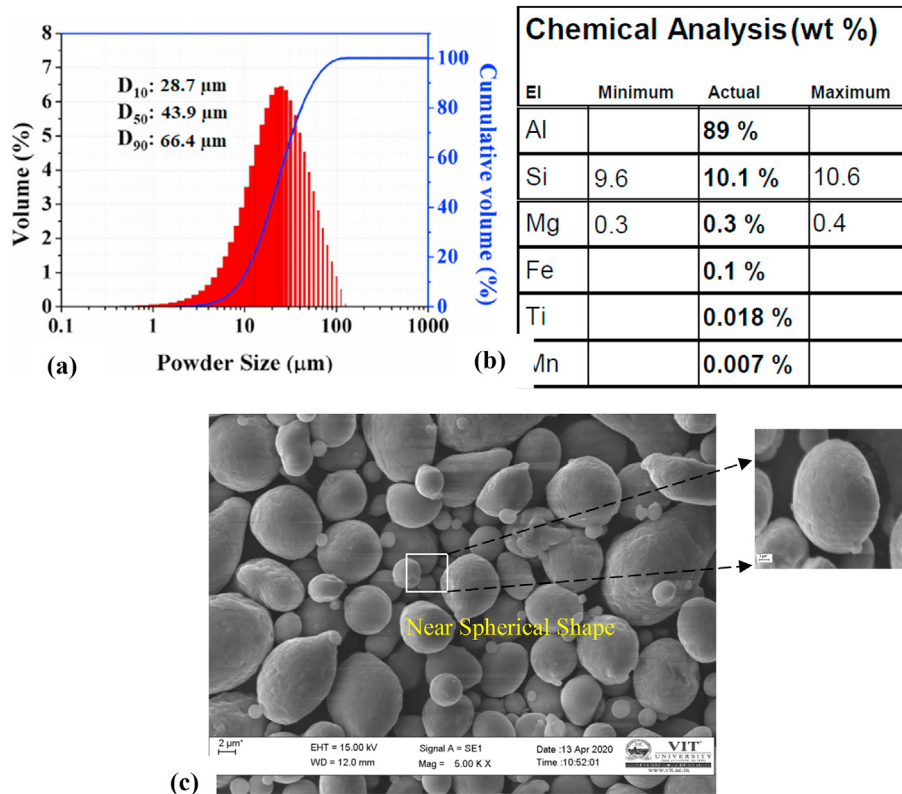 8
7
6
5
4
3
2
1
0
Volume (%)
D10: 28.7 μm
D50: 43.9 μm
D90: 66.4 μm
100
80
60
40
20
0
Cumulative volume (%)
0.1 1 10 100 1000
Powder Size (μm)
(a)
Chemical Analysis (wt %)
El Minimum Actual Maximum
Al 89 %
Si 9.6 10.1 % 10.6
Mg 0.3 0.3 % 0.4
Fe 0.1 %
Ti 0.018 %
Mn 0.007 %
(b)
Near Spherical Shape
2 μm
EHT = 15.00 kV Signal A = SE1 Date :13 Apr 2020
WD = 12.0 mm Mag = 5.00 K X Time :10:52:01
VIT
UNIVERSITY
www.vit.ac.in
(c)